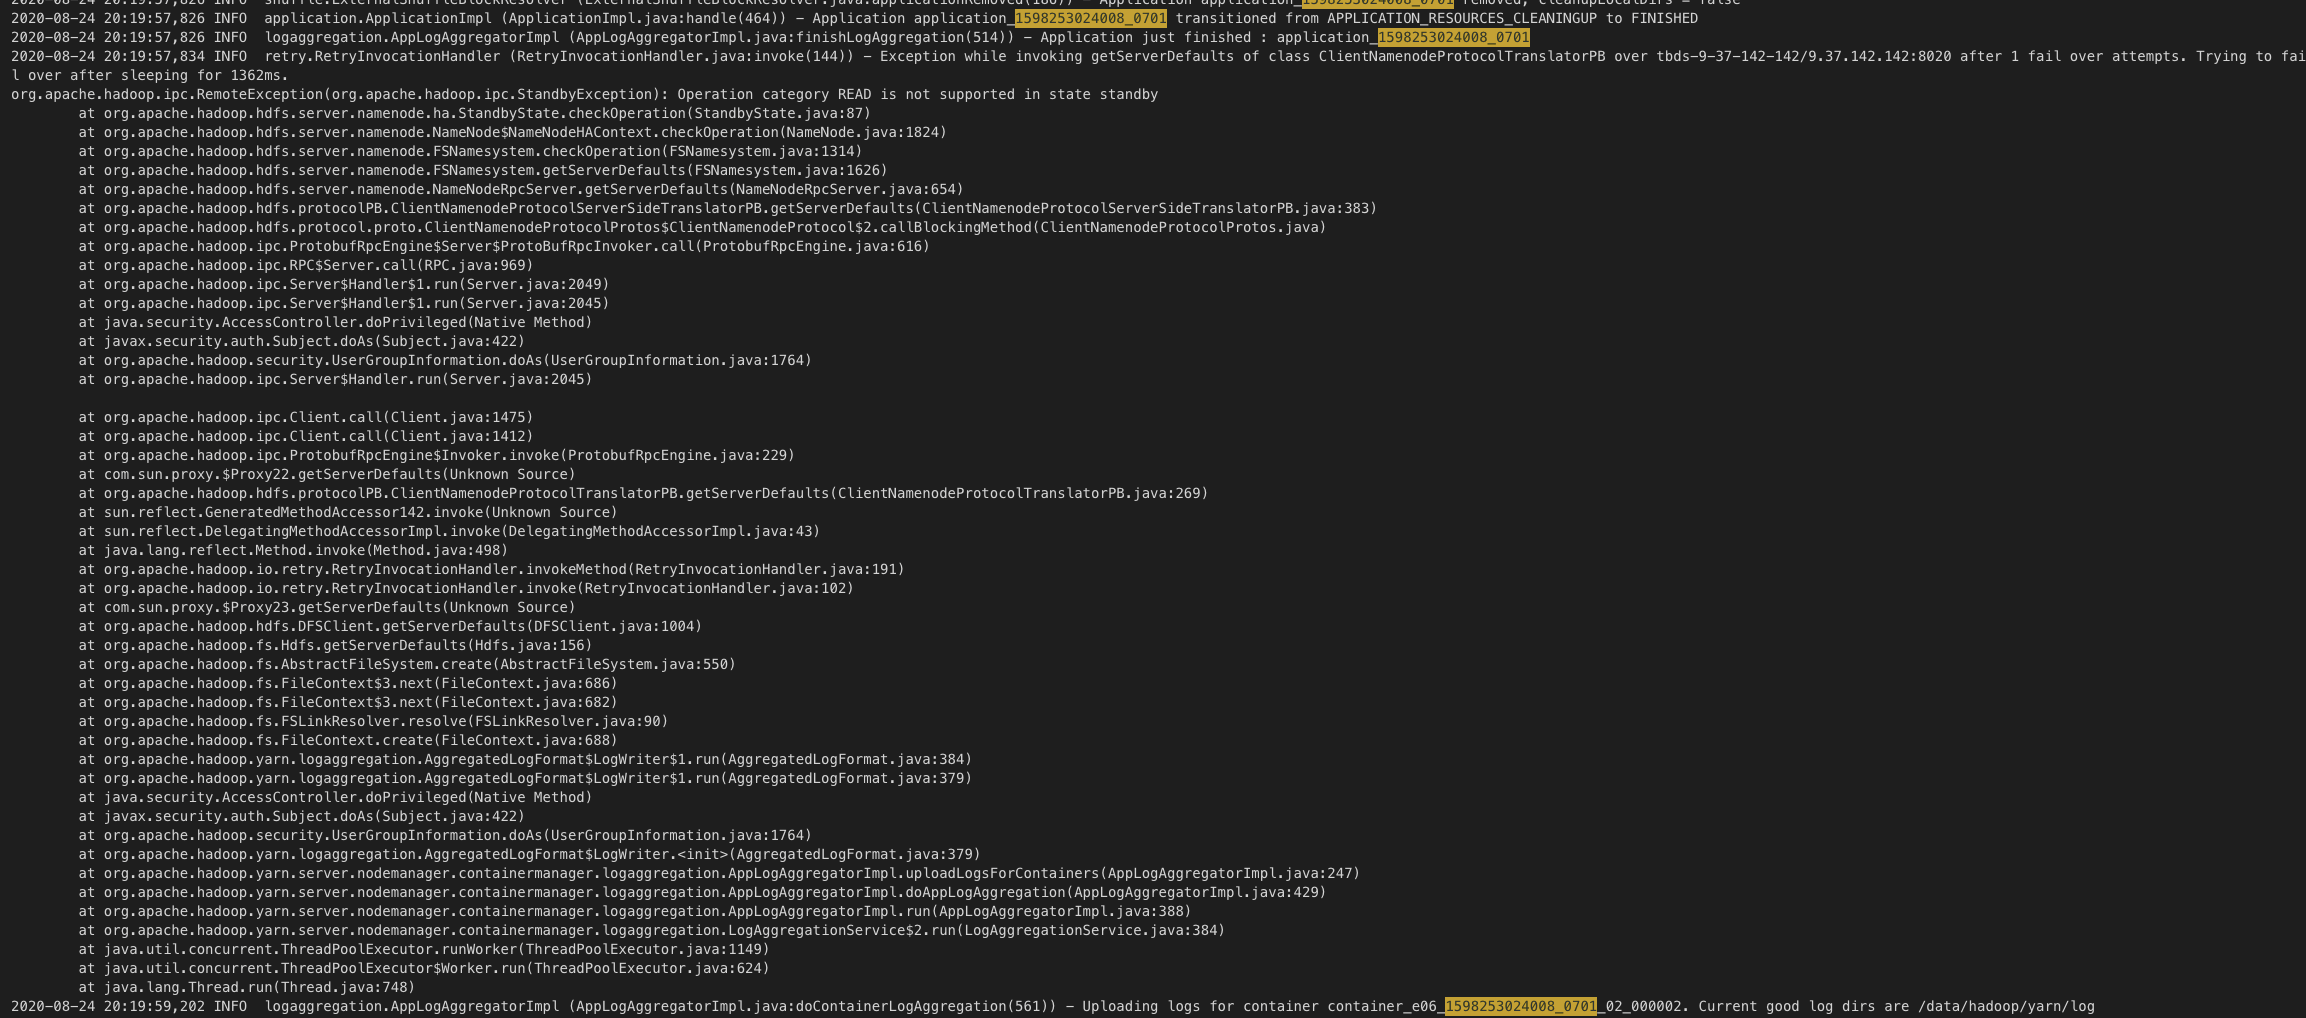 2020-08-24 20:19:57,826 INFO  shuffle.ExternalShuffleBlockResolver (ExternalShuffleBlockResolver.java:applicationRemoved(186)) - Application application_1598253024008_0701 removed, cleanupLocalDirs = false
2020-08-24 20:19:57,826 INFO  application.ApplicationImpl (ApplicationImpl.java:handle(464)) - Application application_1598253024008_0701 transitioned from APPLICATION_RESOURCES_CLEANINGUP to FINISHED
2020-08-24 20:19:57,826 INFO  logaggregation.AppLogAggregatorImpl (AppLogAggregatorImpl.java:finishLogAggregation(514)) - Application just finished : application_1598253024008_0701
2020-08-24 20:19:57,834 INFO  retry.RetryInvocationHandler (RetryInvocationHandler.java:invoke(144)) - Exception while invoking getServerDefaults of class ClientNamenodeProtocolTranslatorPB over tbds-9-37-142-142/9.37.142.142:8020 after 1 fail over attempts. Trying to fai
l over after sleeping for 1362ms.
org.apache.hadoop.ipc.RemoteException(org.apache.hadoop.ipc.StandbyException): Operation category READ is not supported in state standby
at org.apache.hadoop.hdfs.server.namenode.ha.StandbyState.checkOperation(StandbyState.java:87)
at org.apache.hadoop.hdfs.server.namenode.NameNode$NameNodeHAContext.checkOperation(NameNode.java:1824)
at org.apache.hadoop.hdfs.server.namenode.FSNamesystem.checkOperation(FSNamesystem.java:1314)
at org.apache.hadoop.hdfs.server.namenode.FSNamesystem.getServerDefaults(FSNamesystem.java:1626)
at org.apache.hadoop.hdfs.server.namenode.NameNodeRpcServer.getServerDefaults(NameNodeRpcServer.java:654)
at org.apache.hadoop.hdfs.protocolPB.ClientNamenodeProtocolServerSideTranslatorPB.getServerDefaults(ClientNamenodeProtocolServerSideTranslatorPB.java:383)
at org.apache.hadoop.hdfs.protocol.proto.ClientNamenodeProtocolProtos$ClientNamenodeProtocol$2.callBlockingMethod(ClientNamenodeProtocolProtos.java)
at org.apache.hadoop.ipc.ProtobufRpcEngine$Server$ProtoBufRpcInvoker.call(ProtobufRpcEngine.java:616)
at org.apache.hadoop.ipc.RPC$Server.call(RPC.java:969)
at org.apache.hadoop.ipc.Server$Handler$1.run(Server.java:2049)
at org.apache.hadoop.ipc.Server$Handler$1.run(Server.java:2045)
at java.security.AccessController.doPrivileged(Native Method)
at javax.security.auth.Subject.doAs(Subject.java:422)
at org.apache.hadoop.security.UserGroupInformation.doAs(UserGroupInformation.java:1764)
at org.apache.hadoop.ipc.Server$Handler.run(Server.java:2045)
at org.apache.hadoop.ipc.Client.call(Client.java:1475)
at org.apache.hadoop.ipc.Client.call(Client.java:1412)
at org.apache.hadoop.ipc.ProtobufRpcEngine$Invoker.invoke(ProtobufRpcEngine.java:229)
at com.sun.proxy.$Proxy22.getServerDefaults(Unknown Source)
at org.apache.hadoop.hdfs.protocolPB.ClientNamenodeProtocolTranslatorPB.getServerDefaults(ClientNamenodeProtocolTranslatorPB.java:269)
at sun.reflect.GeneratedMethodAccessor142.invoke(Unknown Source)
at sun.reflect.DelegatingMethodAccessorImpl.invoke(DelegatingMethodAccessorImpl.java:43)
at java.lang.reflect.Method.invoke(Method.java:498)
at org.apache.hadoop.io.retry.RetryInvocationHandler.invokeMethod(RetryInvocationHandler.java:191)
at org.apache.hadoop.io.retry.RetryInvocationHandler.invoke(RetryInvocationHandler.java:102)
at com.sun.proxy.$Proxy23.getServerDefaults(Unknown Source)
at org.apache.hadoop.hdfs.DFSClient.getServerDefaults(DFSClient.java:1004)
at org.apache.hadoop.fs.Hdfs.getServerDefaults(Hdfs.java:156)
at org.apache.hadoop.fs.AbstractFileSystem.create(AbstractFileSystem.java:550)
at org.apache.hadoop.fs.FileContext$3.next(FileContext.java:686)
at org.apache.hadoop.fs.FileContext$3.next(FileContext.java:682)
at org.apache.hadoop.fs.FSLinkResolver.resolve(FSLinkResolver.java:90)
at org.apache.hadoop.fs.FileContext.create(FileContext.java:688)
at org.apache.hadoop.yarn.logaggregation.AggregatedLogFormat$LogWriter$1.run(AggregatedLogFormat.java:384)
at org.apache.hadoop.yarn.logaggregation.AggregatedLogFormat$LogWriter$1.run(AggregatedLogFormat.java:379)
at java.security.AccessController.doPrivileged(Native Method)
at javax.security.auth.Subject.doAs(Subject.java:422)
at org.apache.hadoop.security.UserGroupInformation.doAs(UserGroupInformation.java:1764)
at org.apache.hadoop.yarn.logaggregation.AggregatedLogFormat$LogWriter.<init>(AggregatedLogFormat.java:379)
at org.apache.hadoop.yarn.server.nodemanager.containermanager.logaggregation.AppLogAggregatorImpl.uploadLogsForContainers(AppLogAggregatorImpl.java:247)
at org.apache.hadoop.yarn.server.nodemanager.containermanager.logaggregation.AppLogAggregatorImpl.doAppLogAggregation(AppLogAggregatorImpl.java:429)
at org.apache.hadoop.yarn.server.nodemanager.containermanager.logaggregation.AppLogAggregatorImpl.run(AppLogAggregatorImpl.java:388)
at org.apache.hadoop.yarn.server.nodemanager.containermanager.logaggregation.LogAggregationService$2.run(LogAggregationService.java:384)
at java.util.concurrent.ThreadPoolExecutor.runWorker(ThreadPoolExecutor.java:1149)
at java.util.concurrent.ThreadPoolExecutor$Worker.run(ThreadPoolExecutor.java:624)
at java.lang.Thread.run(Thread.java:748)
2020-08-24 20:19:59,202 INFO  logaggregation.AppLogAggregatorImpl (AppLogAggregatorImpl.java:doContainerLogAggregation(561)) - Uploading logs for container container_e06_1598253024008_0701_02_000002. Current good log dirs are /data/hadoop/yarn/log